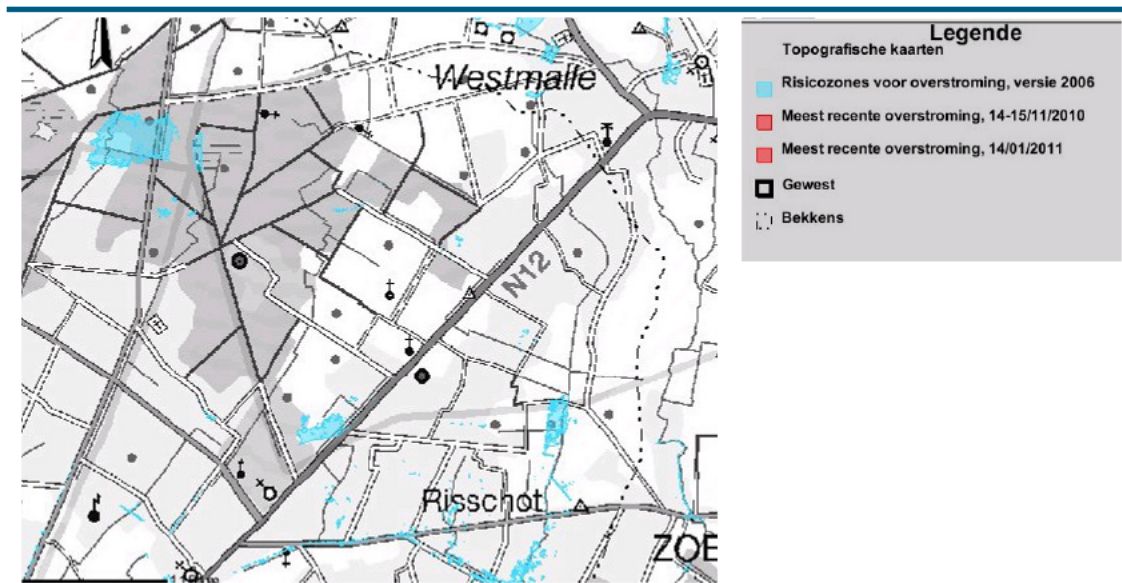 Westmalle
N12
Risschot
ZOE
Legende
Topografische kaarten
Risicozones voor overstroming, versie 2006
Meest recente overstroming, 14-15/11/2010
Meest recente overstroming, 14/01/2011
Gewest
Bekkens